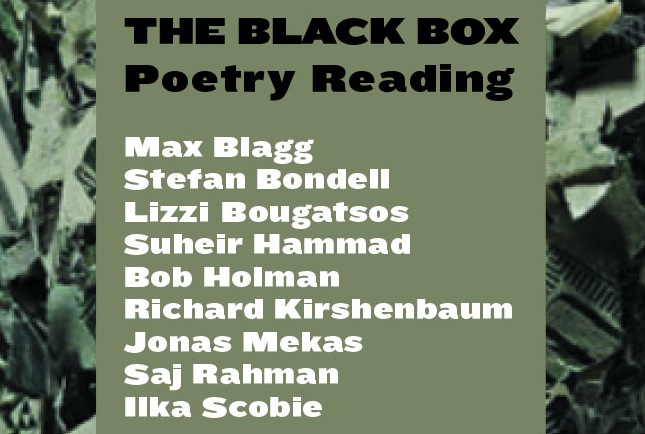 THE BLACK BOX
Poetry Reading
Max Blagg
Stefan Bondell
Lizzi Bougatsos
Suheir Hammad
Bob Holman
Richard Kirshenbaum
Jonas Mekas
Saj Rahman
Ilka Scobie